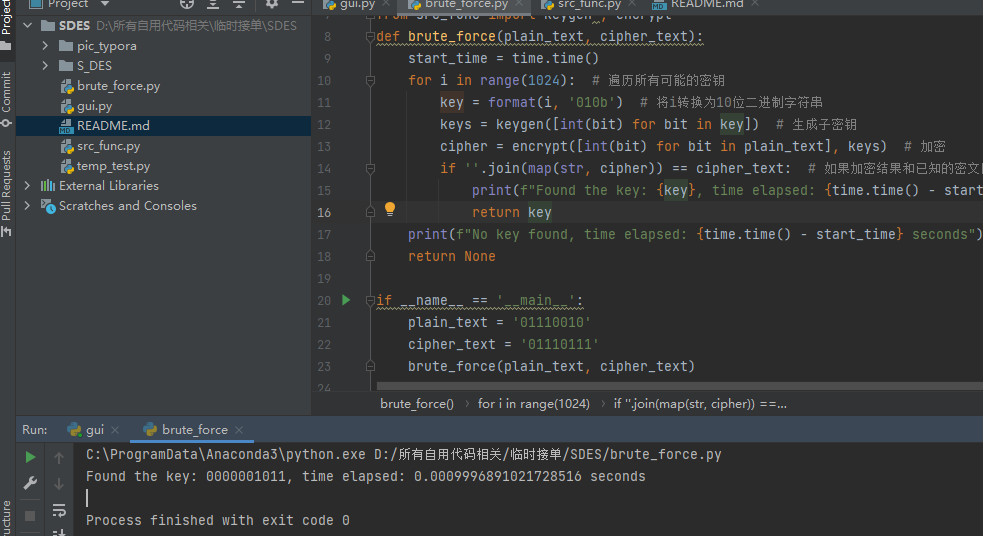 Project
gui.py
brute_force.py
src_func.py
README.md
SDES D:\所有自用代码相关\临时接单\SDES
pic_typora
S_DES
brute_force.py
gui.py
README.md
src_func.py
temp_test.py
External Libraries
Scratches and Consoles
Project
Commit
Pull Requests
8 def brute_force(plain_text, cipher_text):
9 start_time = time.time()
10 for i in range(1024): # 遍历所有可能的密钥
11 key = format(i, '010b') # 将i转换为10位二进制字符串
12 keys = keygen([int(bit) for bit in key]) # 生成子密钥
13 cipher = encrypt([int(bit) for bit in plain_text], keys) # 加密
14 if ''.join(map(str, cipher)) == cipher_text: # 如果加密结果和已知的密文
15 print(f"Found the key: {key}, time elapsed: {time.time() - start
16 return key
17 print(f"No key found, time elapsed: {time.time() - start_time} seconds")
18 return None
19
20 if __name__ == '__main__':
21 plain_text = '01110010'
22 cipher_text = '01110111'
23 brute_force(plain_text, cipher_text)
24
brute_force() › for i in range(1024) › if ''.join(map(str, cipher)) ==...
Run: gui brute_force
C:\ProgramData\Anaconda3\python.exe D:/所有自用代码相关/临时接单/SDES/brute_force.py
Found the key: 0000001011, time elapsed: 0.0009996891021728516 seconds
Process finished with exit code 0